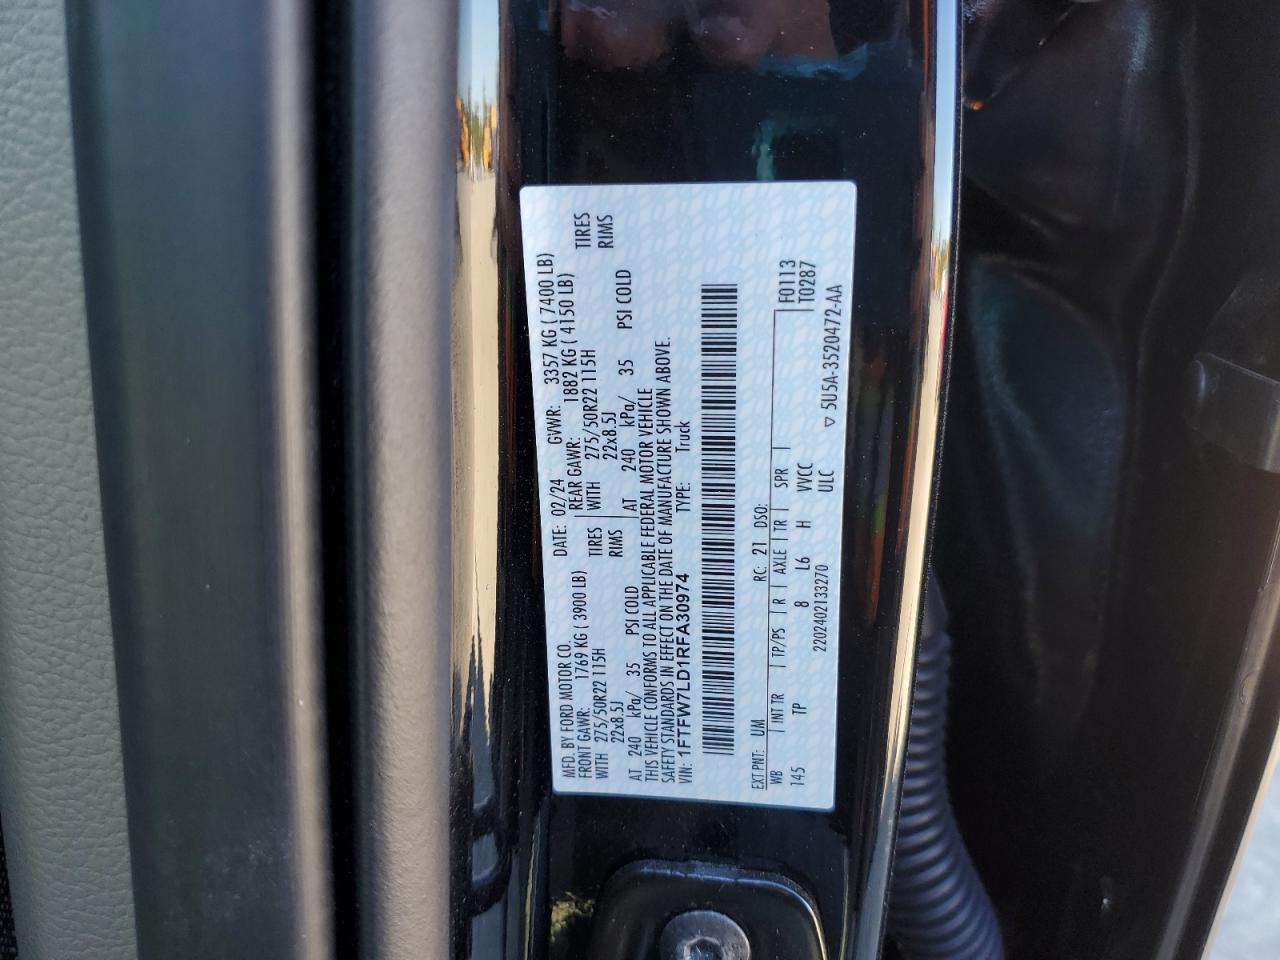 MFD. BY FORD MOTOR CO. DATE: 02/24 GVWR: 3357 KG ( 7400 LB)
FRONT GAWR: 1769 KG ( 3900 LB) REAR GAWR: 1882 KG ( 4150 LB)
WITH 275/50R22 115H TIRES WITH 275/50R22 115H TIRES
22x8.5J RIMS 22x8.5J RIMS
AT 240 kPa/ 35 PSI COLD AT 240 kPa/ 35 PSI COLD
THIS VEHICLE CONFORMS TO ALL APPLICABLE FEDERAL MOTOR VEHICLE
SAFETY STANDARDS IN EFFECT ON THE DATE OF MANUFACTURE SHOWN ABOVE.
VIN: 1FTFW7LD1RFA30974 TYPE: Truck
EXT PNT: UM RC: 21 DSO:
WB INT TR TP/PS R AXLE TR SPR F0113
145 TP 8 L6 H VVCC T0287
2202402133270 ULC ▽ 5U5A-3520472-AA